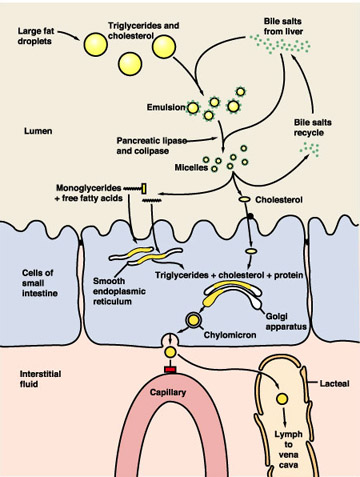 Large fat
droplets
Triglycerides and
cholesterol
Bile salts
from liver
Emulsion
Lumen
Pancreatic lipase
and colipase
Bile salts
recycle
Micelles
Monoglycerides
+ free fatty acids
Cholesterol
Cells of
small
intestine
Smooth
endoplasmic
reticulum
Triglycerides + cholesterol + protein
Golgi
apparatus
Chylomicron
Interstitial
fluid
Capillary
Lacteal
Lymph
to
vena
cava